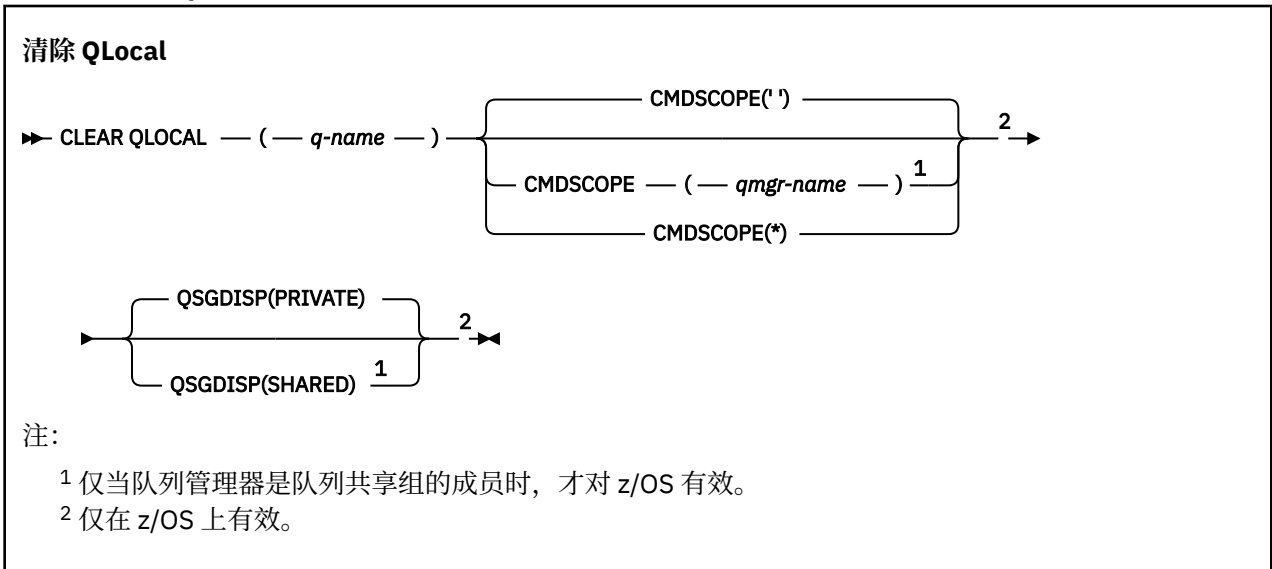 清除 QLocal
CMDSCOPE(' ')
CLEAR QLOCAL ( q-name ) 2
CMDSCOPE ( qmgr-name ) 1
CMDSCOPE(*)
QSGDISP(PRIVATE)
2
QSGDISP(SHARED) 1
注：
1 仅当队列管理器是队列共享组的成员时，才对 z/OS 有效。
2 仅在 z/OS 上有效。